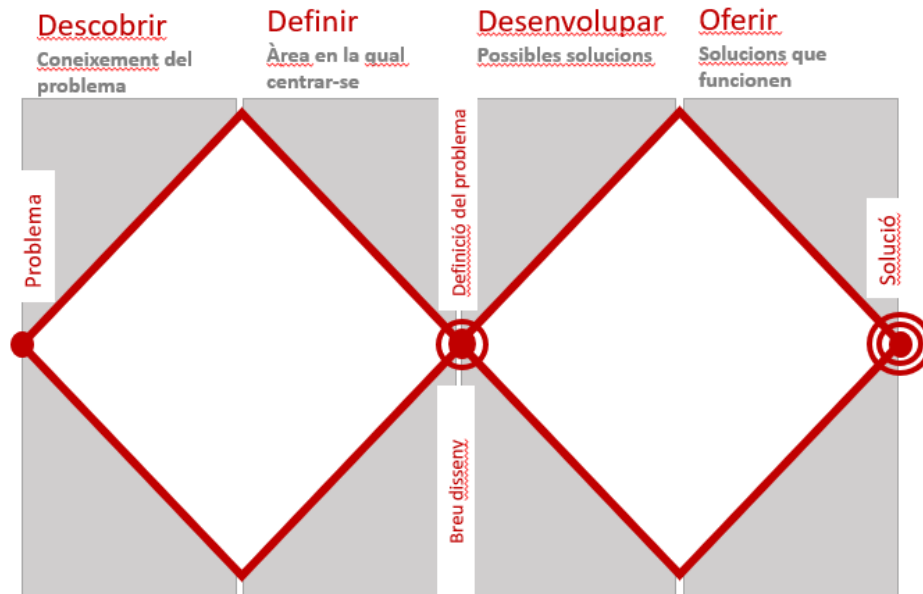 Descobrir
Coneixement del
problema
Definir
Àrea en la qual
centrar-se
Desenvolupar
Possibles solucions
Oferir
Solucions que
funcionen
Problema
Definició del problema
Breu disseny
Solució